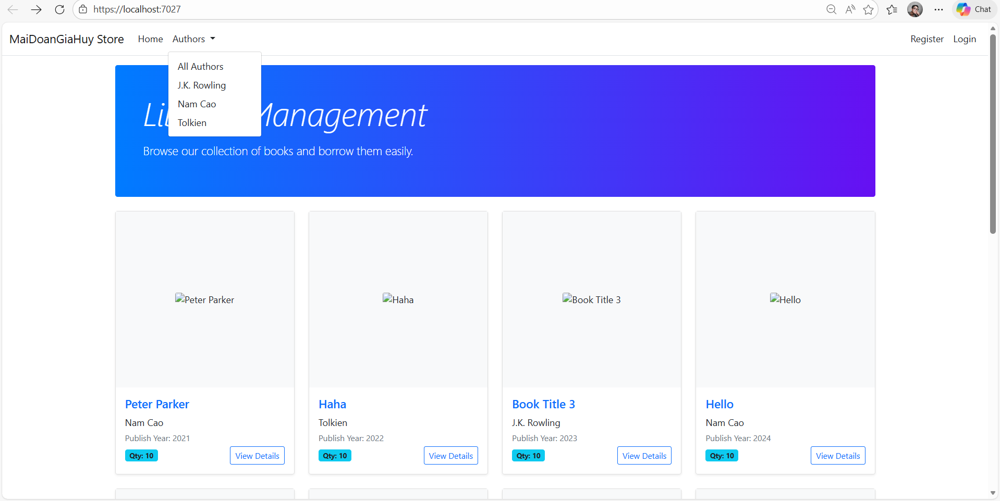 https://localhost:7027
Chat
MaiDoanGiaHuy Store Home Authors Register Login
All Authors
J.K. Rowling
Nam Cao
Tolkien
Li Management
Browse our collection of books and borrow them easily.
Peter Parker Haha Book Title 3 Hello
Peter Parker Haha Book Title 3 Hello
Nam Cao Tolkien J.K. Rowling Nam Cao
Publish Year: 2021 Publish Year: 2022 Publish Year: 2023 Publish Year: 2024
Qty: 10 View Details Qty: 10 View Details Qty: 10 View Details Qty: 10 View Details